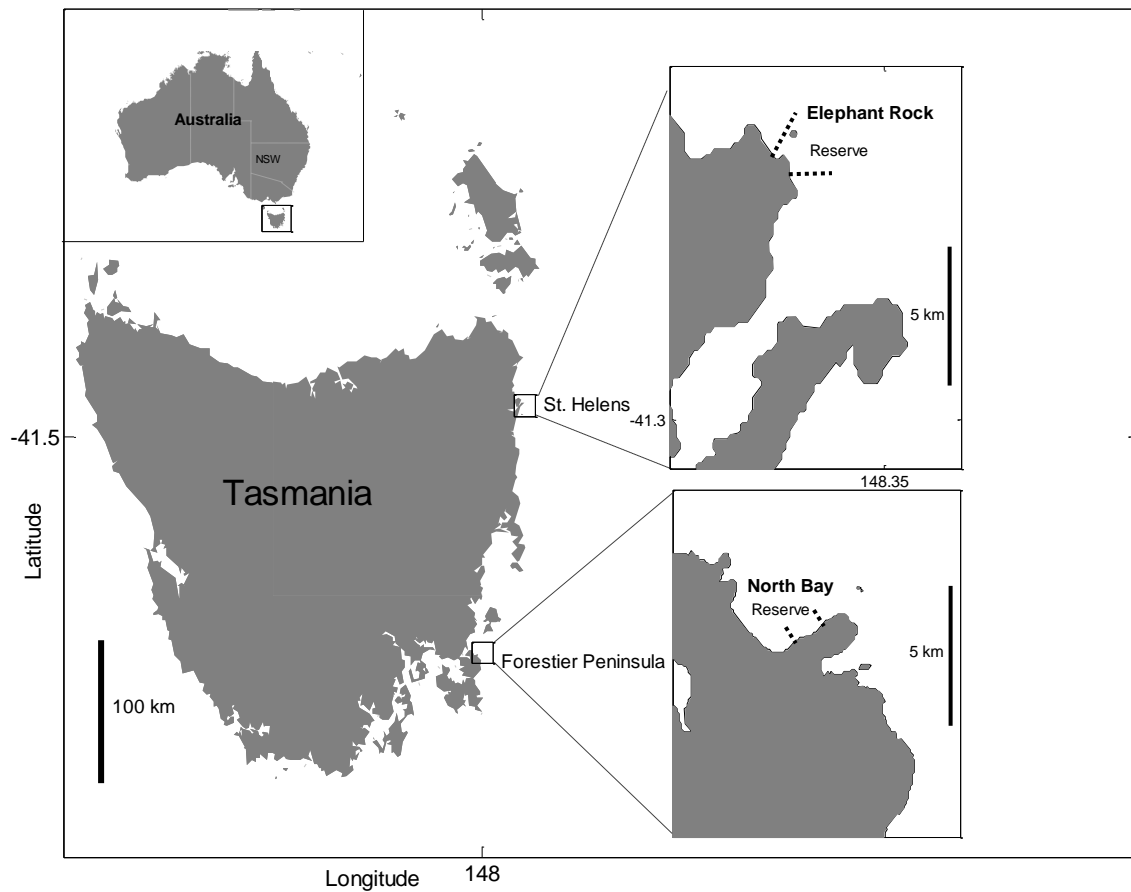 Australia
NSW
Elephant Rock
Reserve
5 km
St. Helens
-41.3
-41.5
148.35
Tasmania
Latitude
North Bay
Reserve
5 km
Forestier Peninsula
100 km
Longitude
148